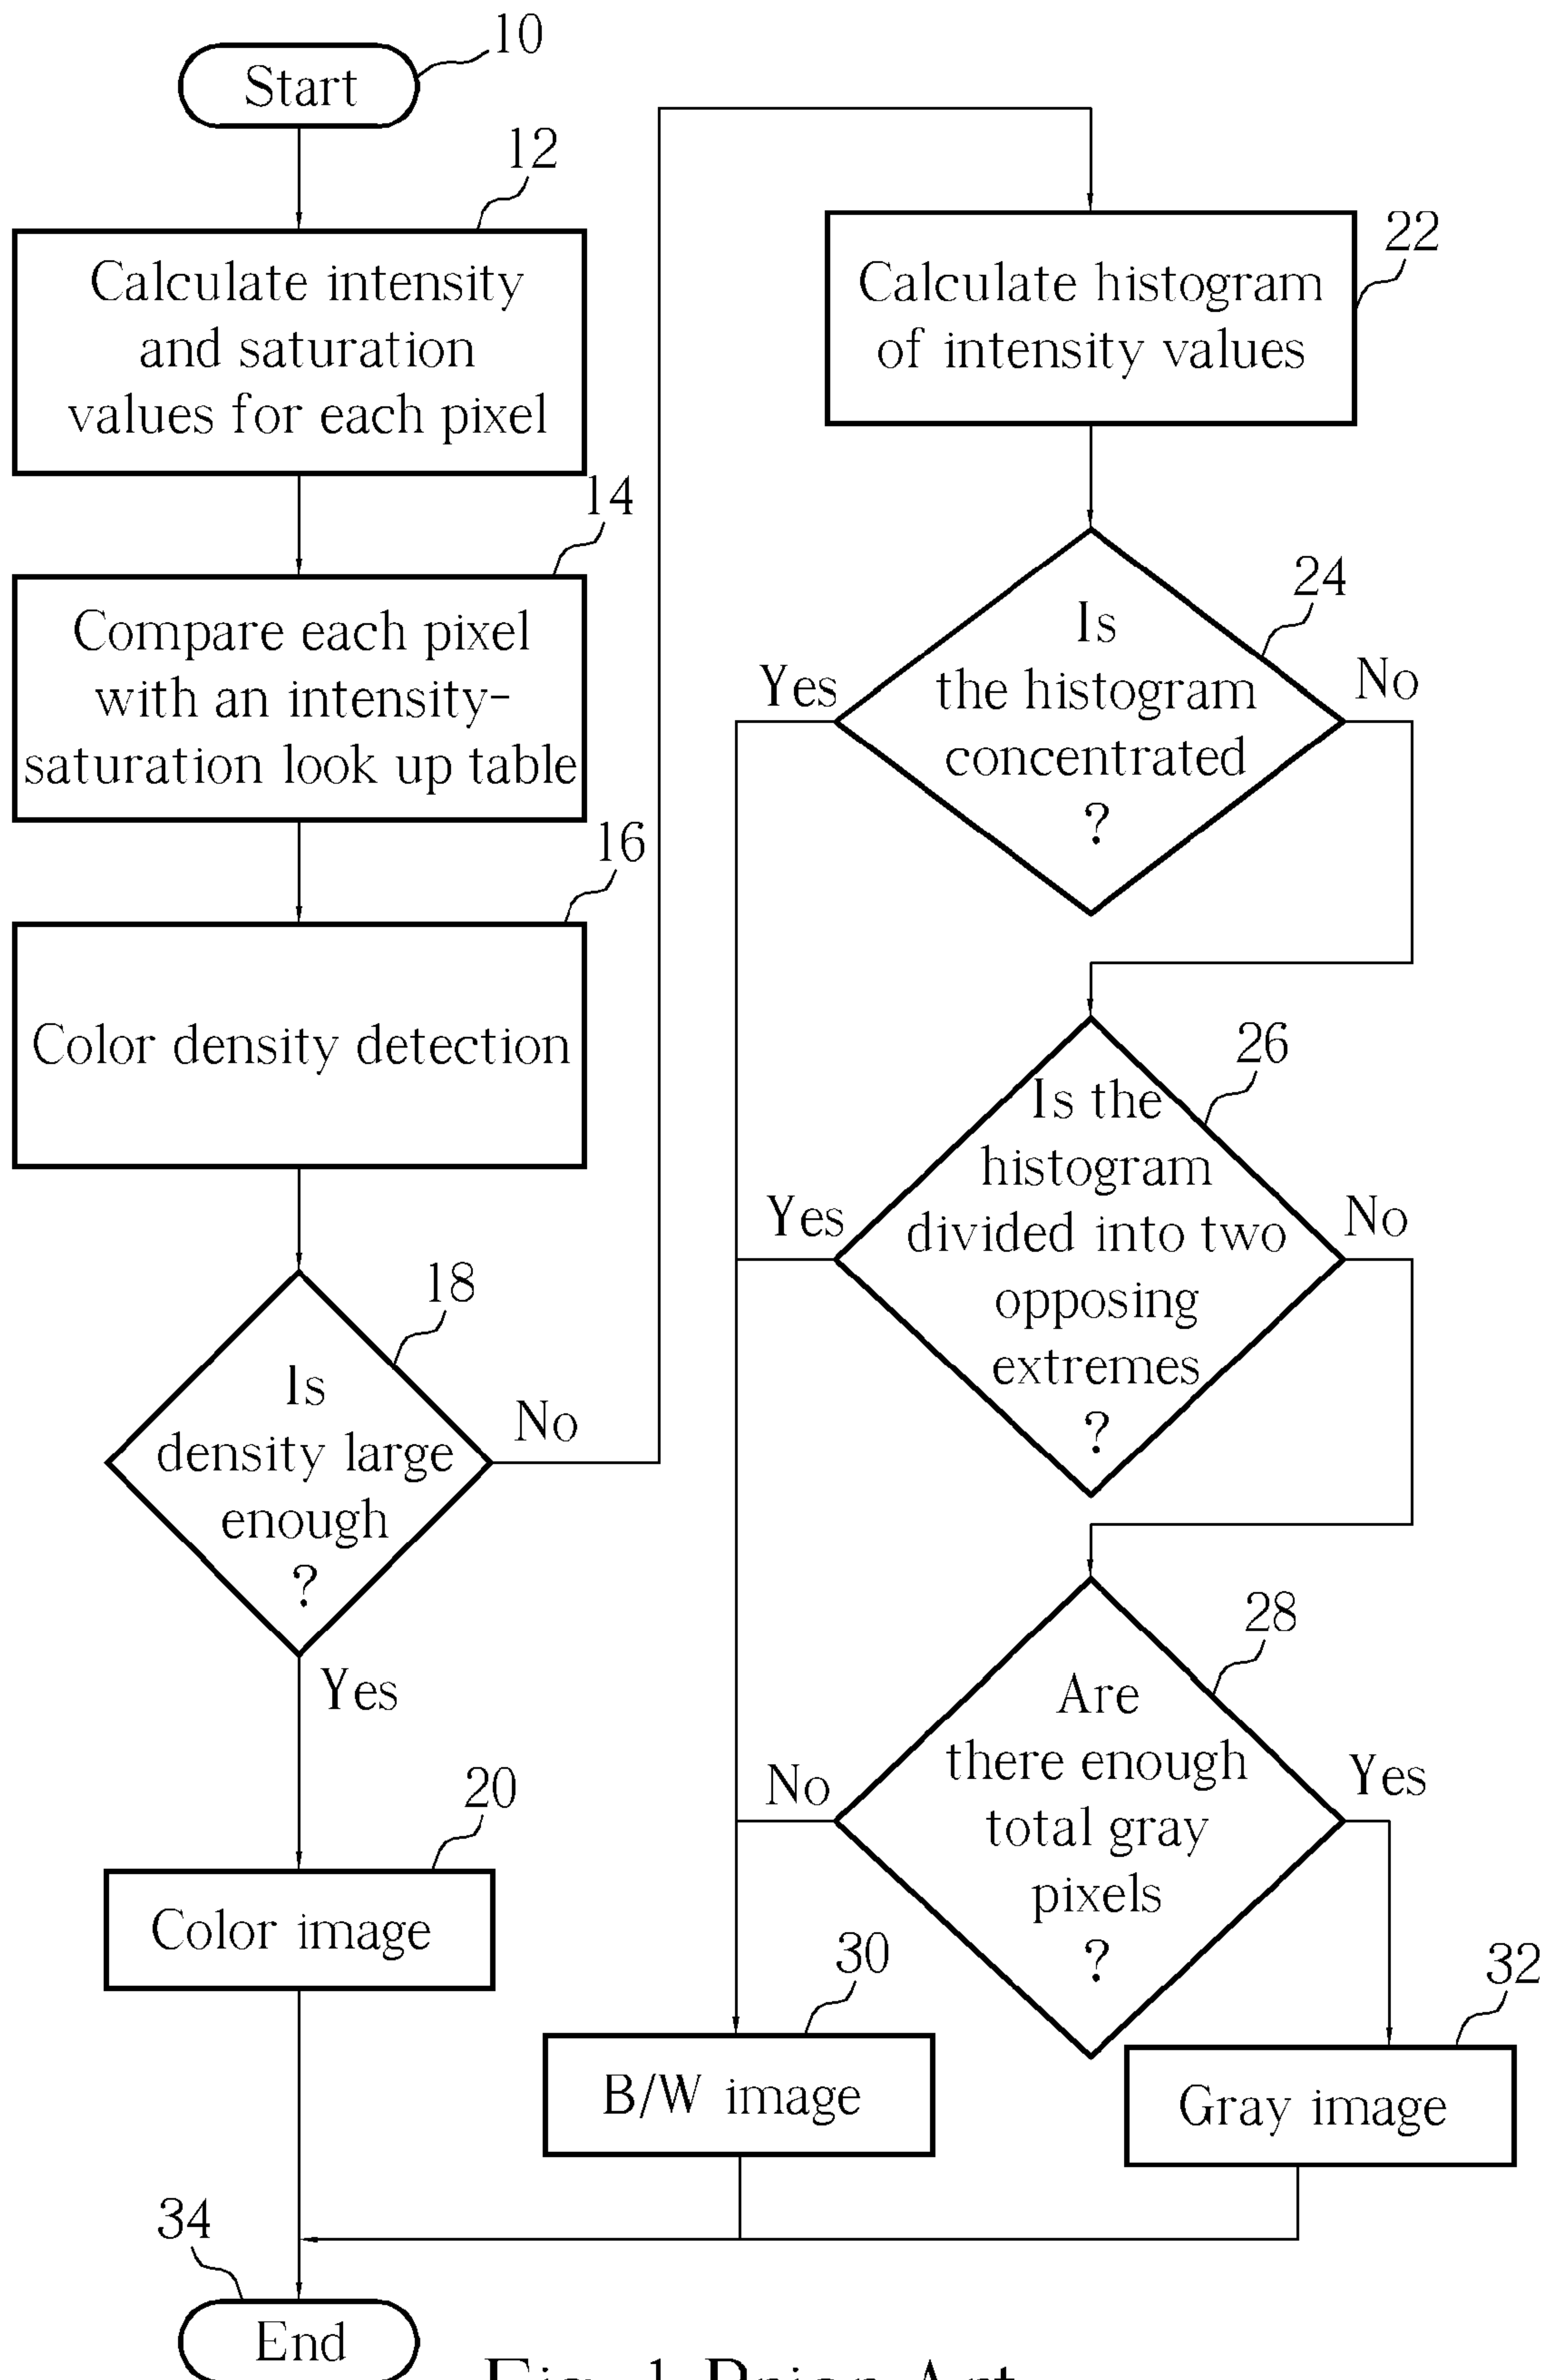 10
Start
12
Calculate intensity
and saturation
values for each pixel
14
Compare each pixel
with an intensity-
saturation look up table
16
Color density detection
18
Is
density large
enough
?
No
Yes
20
Color image
22
Calculate histogram
of intensity values
24
Is
the histogram
concentrated
?
Yes
No
26
Is the
histogram
divided into two
opposing
extremes
?
Yes
No
28
Are
there enough
total gray
pixels
?
No
Yes
30
B/W image
32
Gray image
34
End
Fig. 1 Prior Art